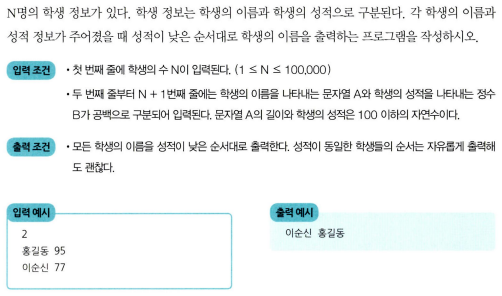 N명의 학생 정보가 있다. 학생 정보는 학생의 이름과 학생의 성적으로 구분된다. 각 학생의 이름과
성적 정보가 주어졌을 때 성적이 낮은 순서대로 학생의 이름을 출력하는 프로그램을 작성하시오.
입력 조건 • 첫 번째 줄에 학생의 수 N이 입력된다. (1 ≤ N ≤ 100,000)
• 두 번째 줄부터 N + 1번째 줄에는 학생의 이름을 나타내는 문자열 A와 학생의 성적을 나타내는 정수
B가 공백으로 구분되어 입력된다. 문자열 A의 길이와 학생의 성적은 100 이하의 자연수이다.
출력 조건 • 모든 학생의 이름을 성적이 낮은 순서대로 출력한다. 성적이 동일한 학생들의 순서는 자유롭게 출력해
도 괜찮다.
입력 예시
2
홍길동 95
이순신 77
출력 예시
이순신 홍길동